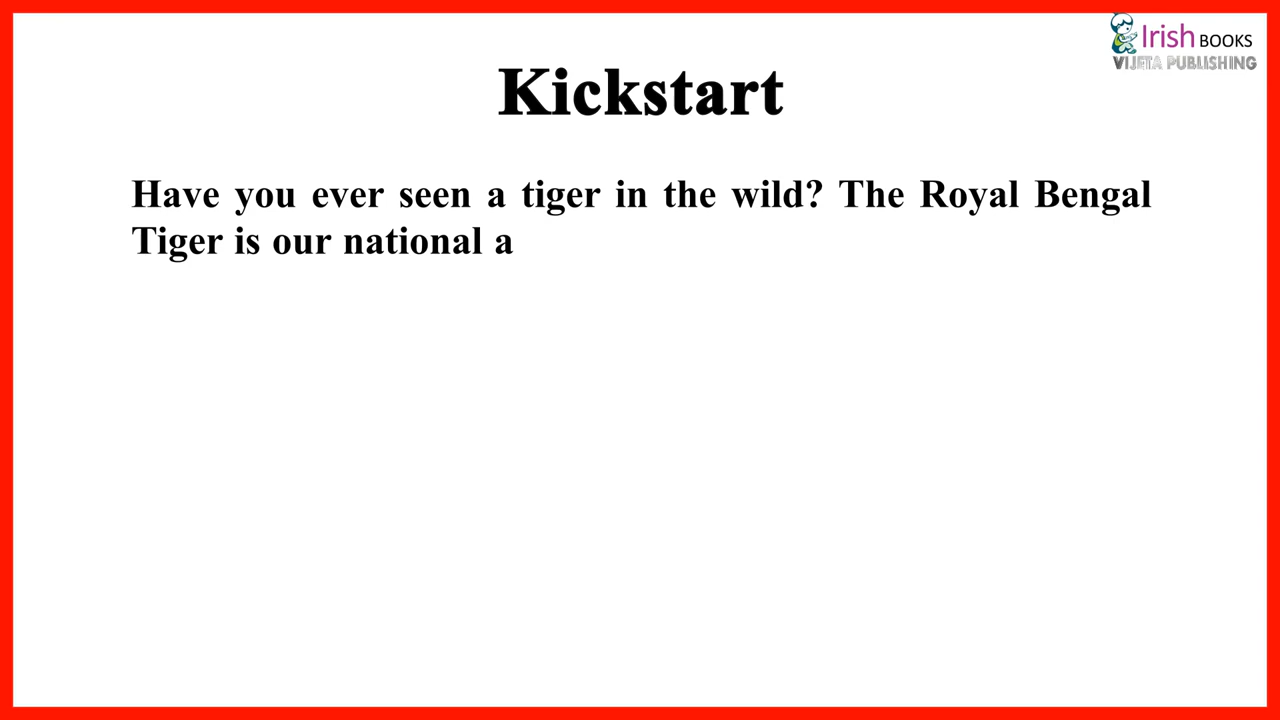 Irish BOOKS
VIJETA PUBLISHING
Kickstart
Have you ever seen a tiger in the wild? The Royal Bengal
Tiger is our national a